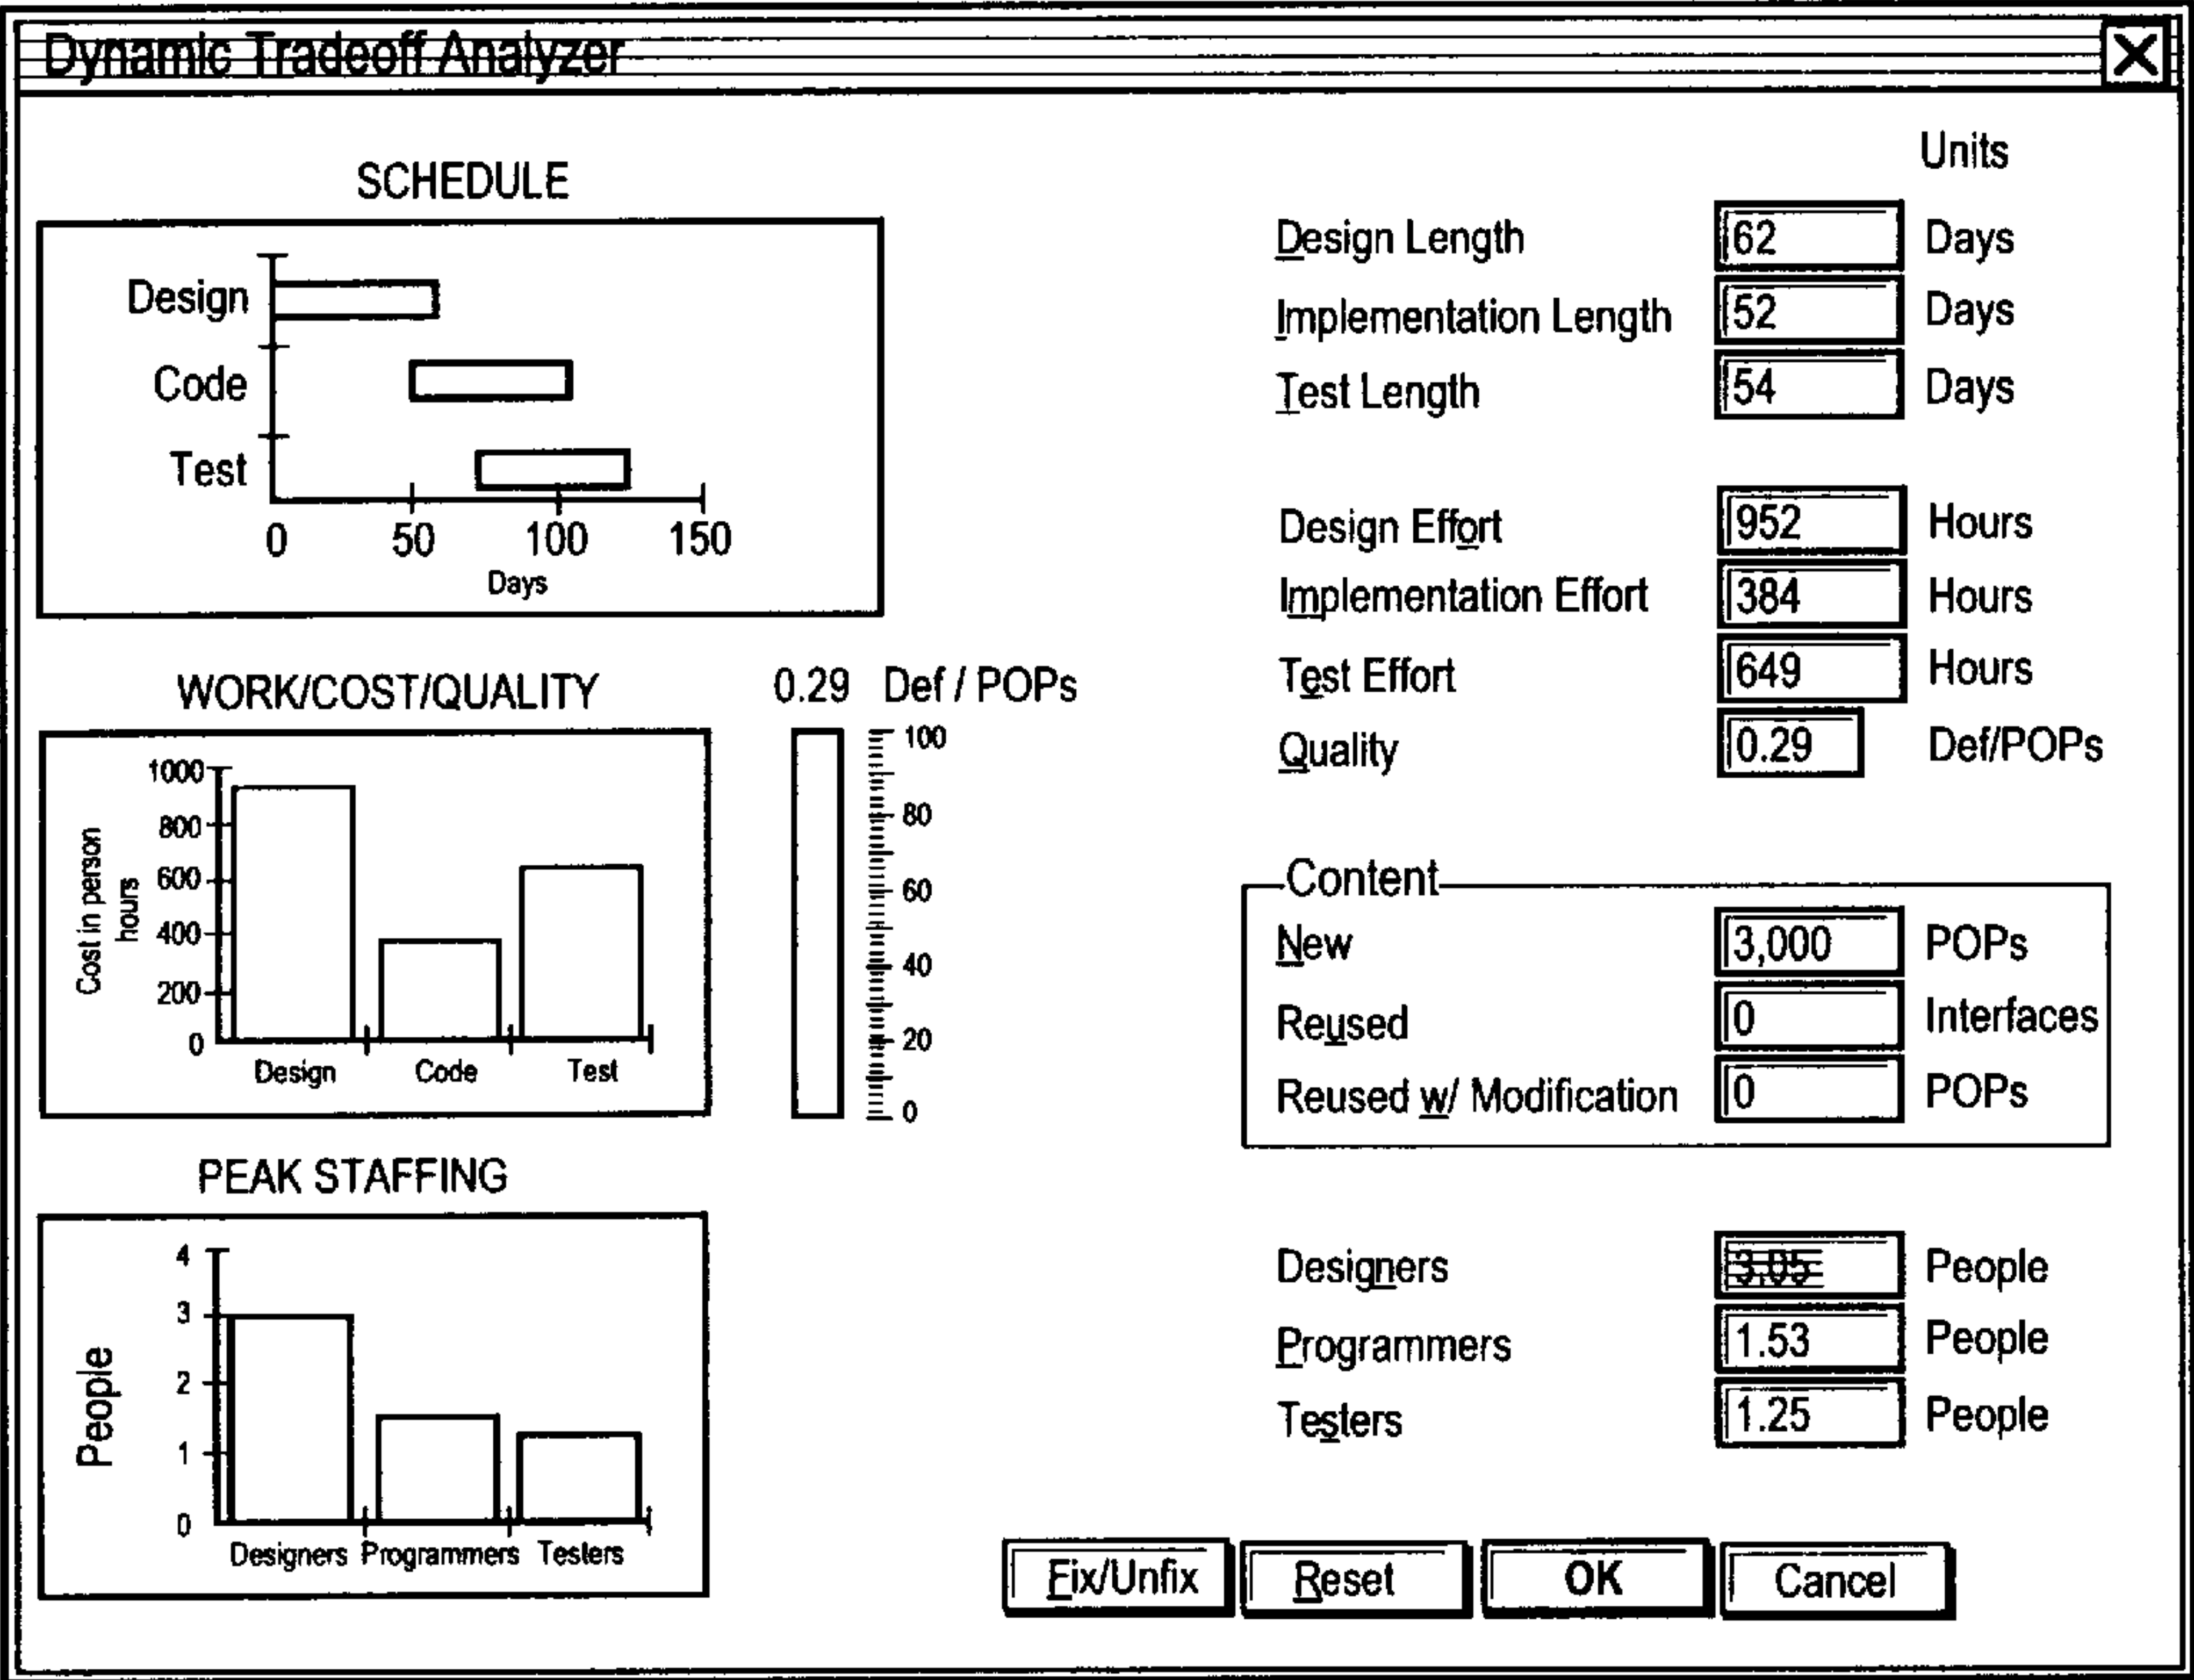 Dynamic Tradeoff Analyzer
SCHEDULE
Design
Code
Test
0 50 100 150
Days
WORK/COST/QUALITY
0.29 Def / POPs
Cost in person
hours
1000
800
600
400
200
0
Design Code Test
100
80
60
40
20
0
PEAK STAFFING
People
4
3
2
1
0
Designers Programmers Testers
Units
Design Length 62 Days
Implementation Length 52 Days
Test Length 54 Days
Design Effort 952 Hours
Implementation Effort 384 Hours
Test Effort 649 Hours
Quality 0.29 Def/POPs
Content
New 3,000 POPs
Reused 0 Interfaces
Reused w/ Modification 0 POPs
Designers 3.05 People
Programmers 1.53 People
Testers 1.25 People
Fix/Unfix Reset OK Cancel